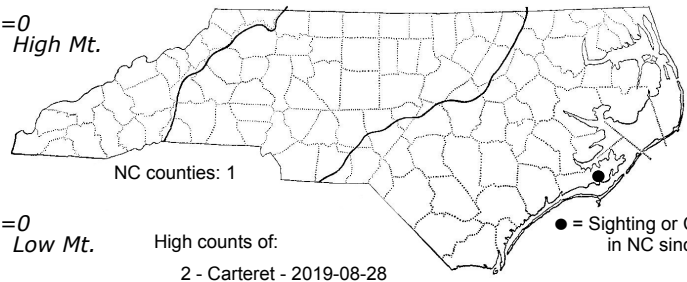 =0
High Mt.
NC counties: 1
=0
Low Mt.
High counts of:
2 - Carteret - 2019-08-28
● = Sighting or
in NC